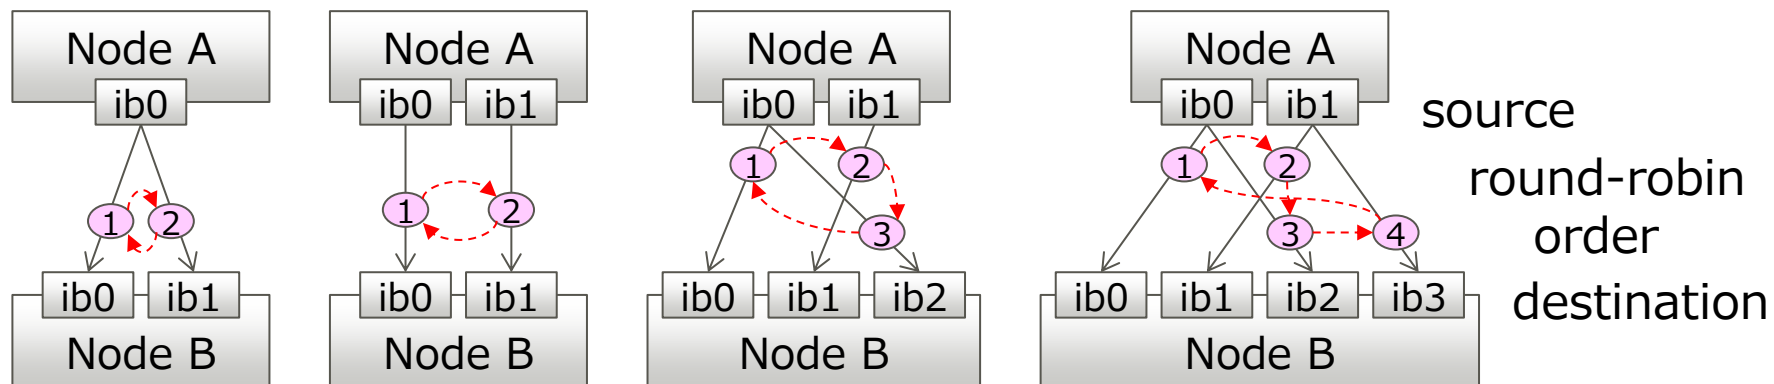 Node A
ib0
1 2
ib0 ib1
Node B
Node A
ib0 ib1
1 2
ib0 ib1
Node B
Node A
ib0 ib1
1 2
3
ib0 ib1 ib2
Node B
Node A
ib0 ib1
1 2
3 4
ib0 ib1 ib2 ib3
Node B
source
round-robin
order
destination